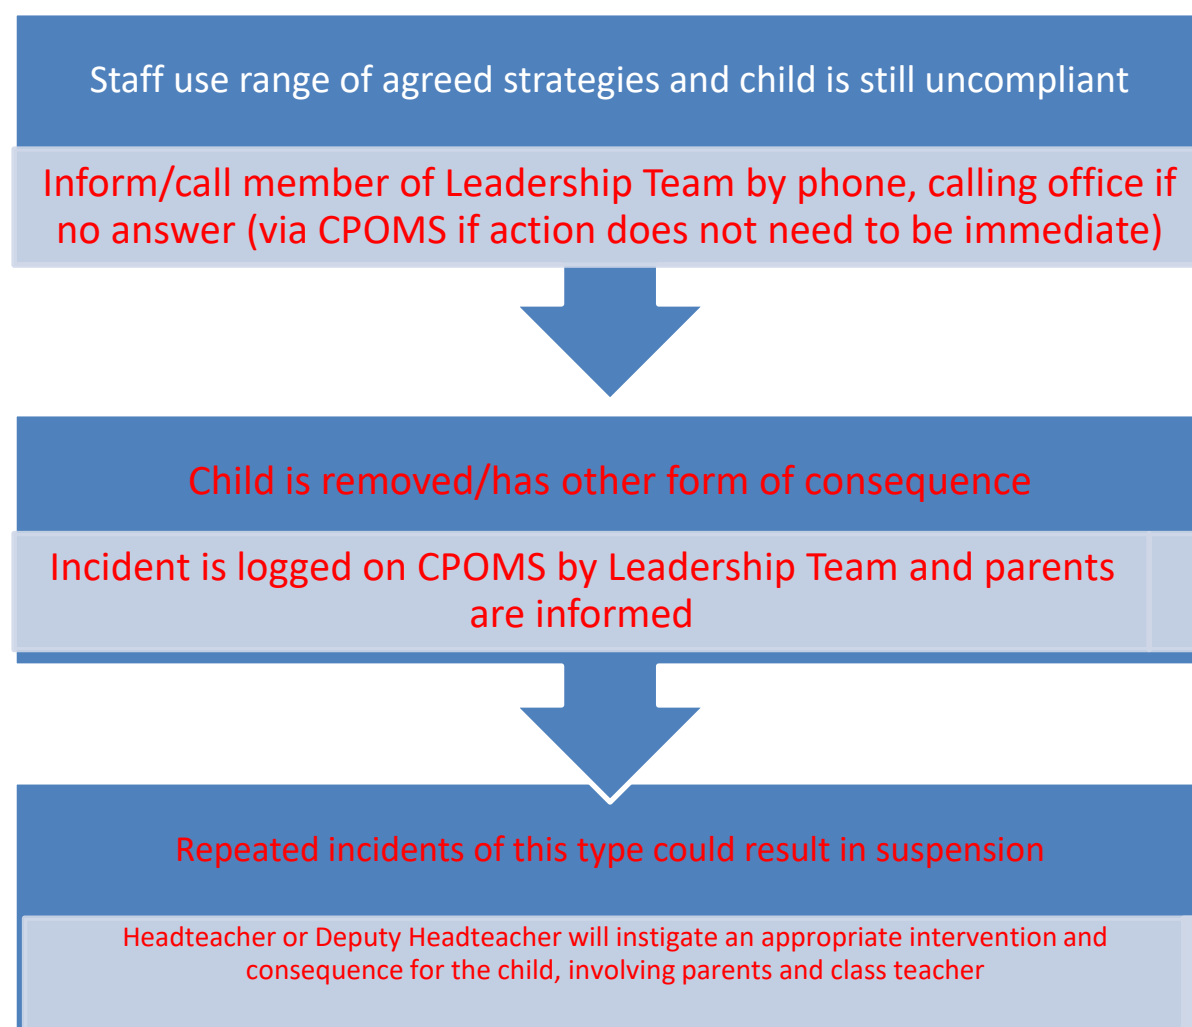 Staff use range of agreed strategies and child is still uncompliant
Inform/call member of Leadership Team by phone, calling office if
no answer (via CPOMS if action does not need to be immediate)
Child is removed/has other form of consequence
Incident is logged on CPOMS by Leadership Team and parents
are informed
Repeated incidents of this type could result in suspension
Headteacher or Deputy Headteacher will instigate an appropriate intervention and
consequence for the child, involving parents and class teacher